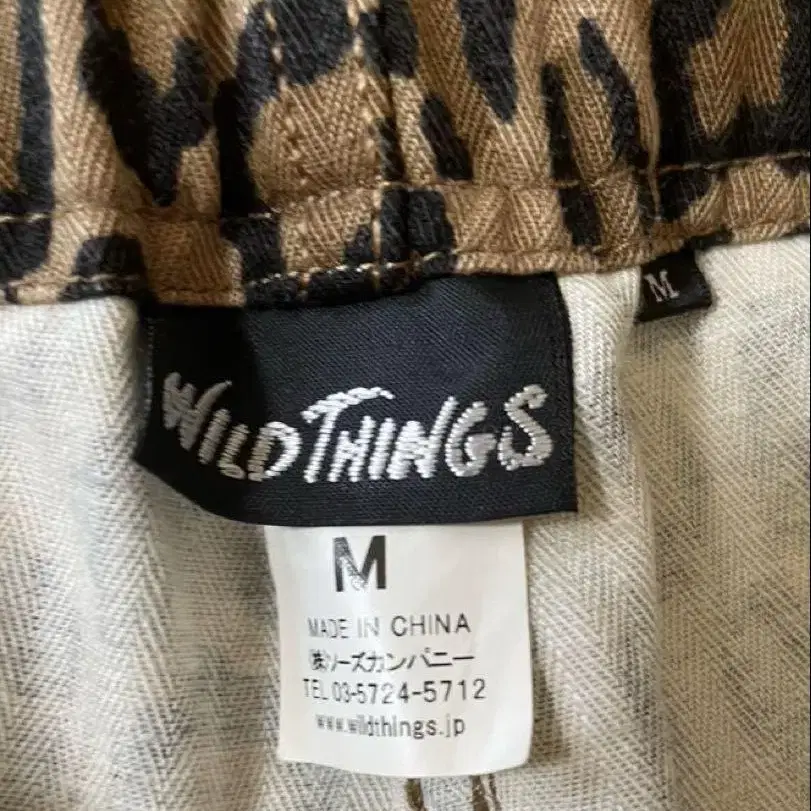 M
WILDTHINGS
M
MADE IN CHINA
(株)ソーズカンパニー
TEL 03-5724-5712
www.wildthings.jp